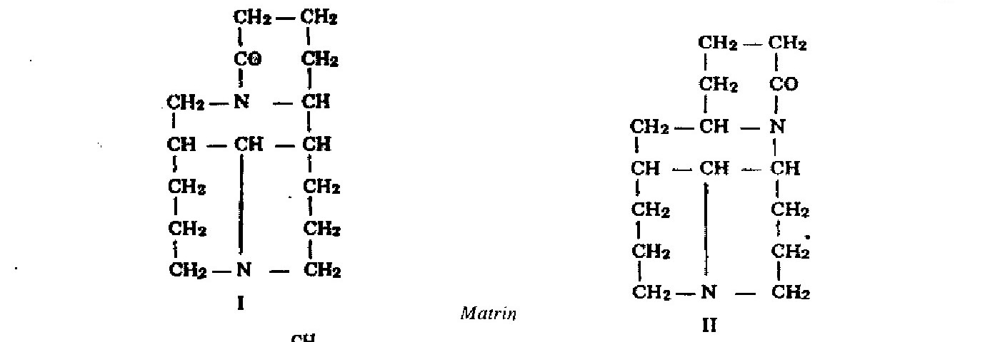 CH₂ — CH₂
CO CH₂
CH₂ — N — CH
CH — CH — CH
CH₂ CH₂
CH₂ CH₂
CH₂ — N — CH₂
I
CH₂ — CH₂
CH₂ CO
CH₂ — CH — N
CH — CH — CH
CH₂ CH₂
CH₂ CH₂
CH₂ — N — CH₂
II
Matrin